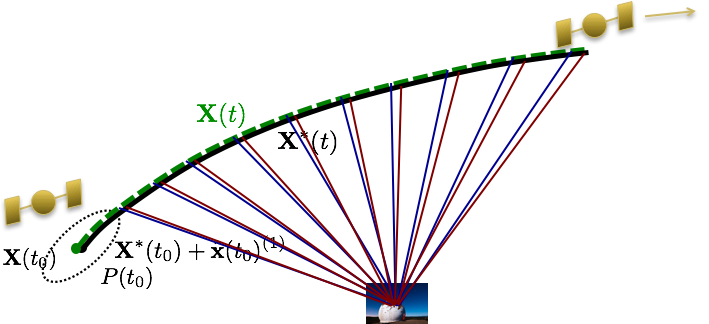 𝐗(t)
𝐗*(t)
𝐗(t₀)
𝐗*(t₀) + 𝐱(t₀)⁽¹⁾
P(t₀)